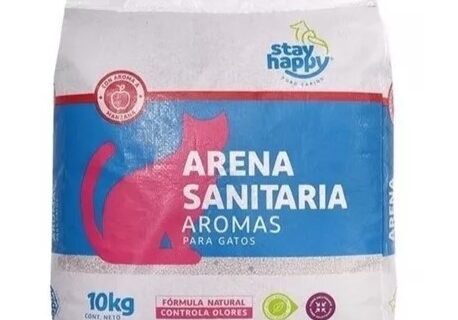 stay
happy
PURO CARIÑO
CON AROMA A
MANZANA
ARENA
SANITARIA
AROMAS
PARA GATOS
10kg
CONT. NETO
FÓRMULA NATURAL
CONTROLA OLORES
ARENA